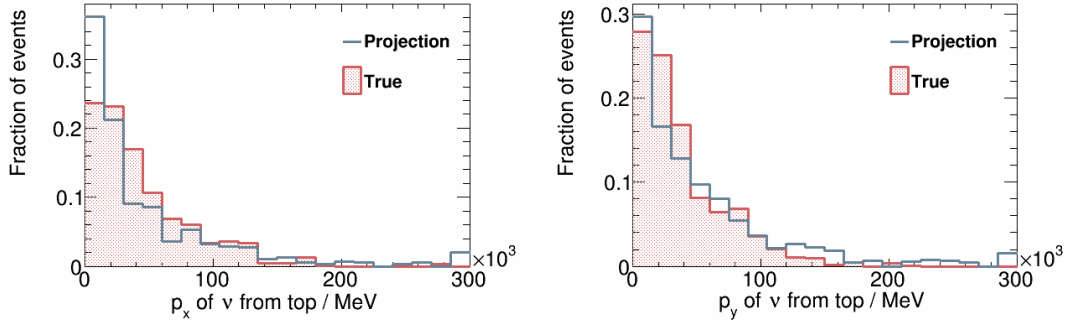 Fraction of events
0.3
0.2
0.1
0
Projection
True
0 100 200 300
×10³
pₓ of ν from top / MeV
Fraction of events
0.3
0.2
0.1
0
Projection
True
0 100 200 300
×10³
p_y of ν from top / MeV